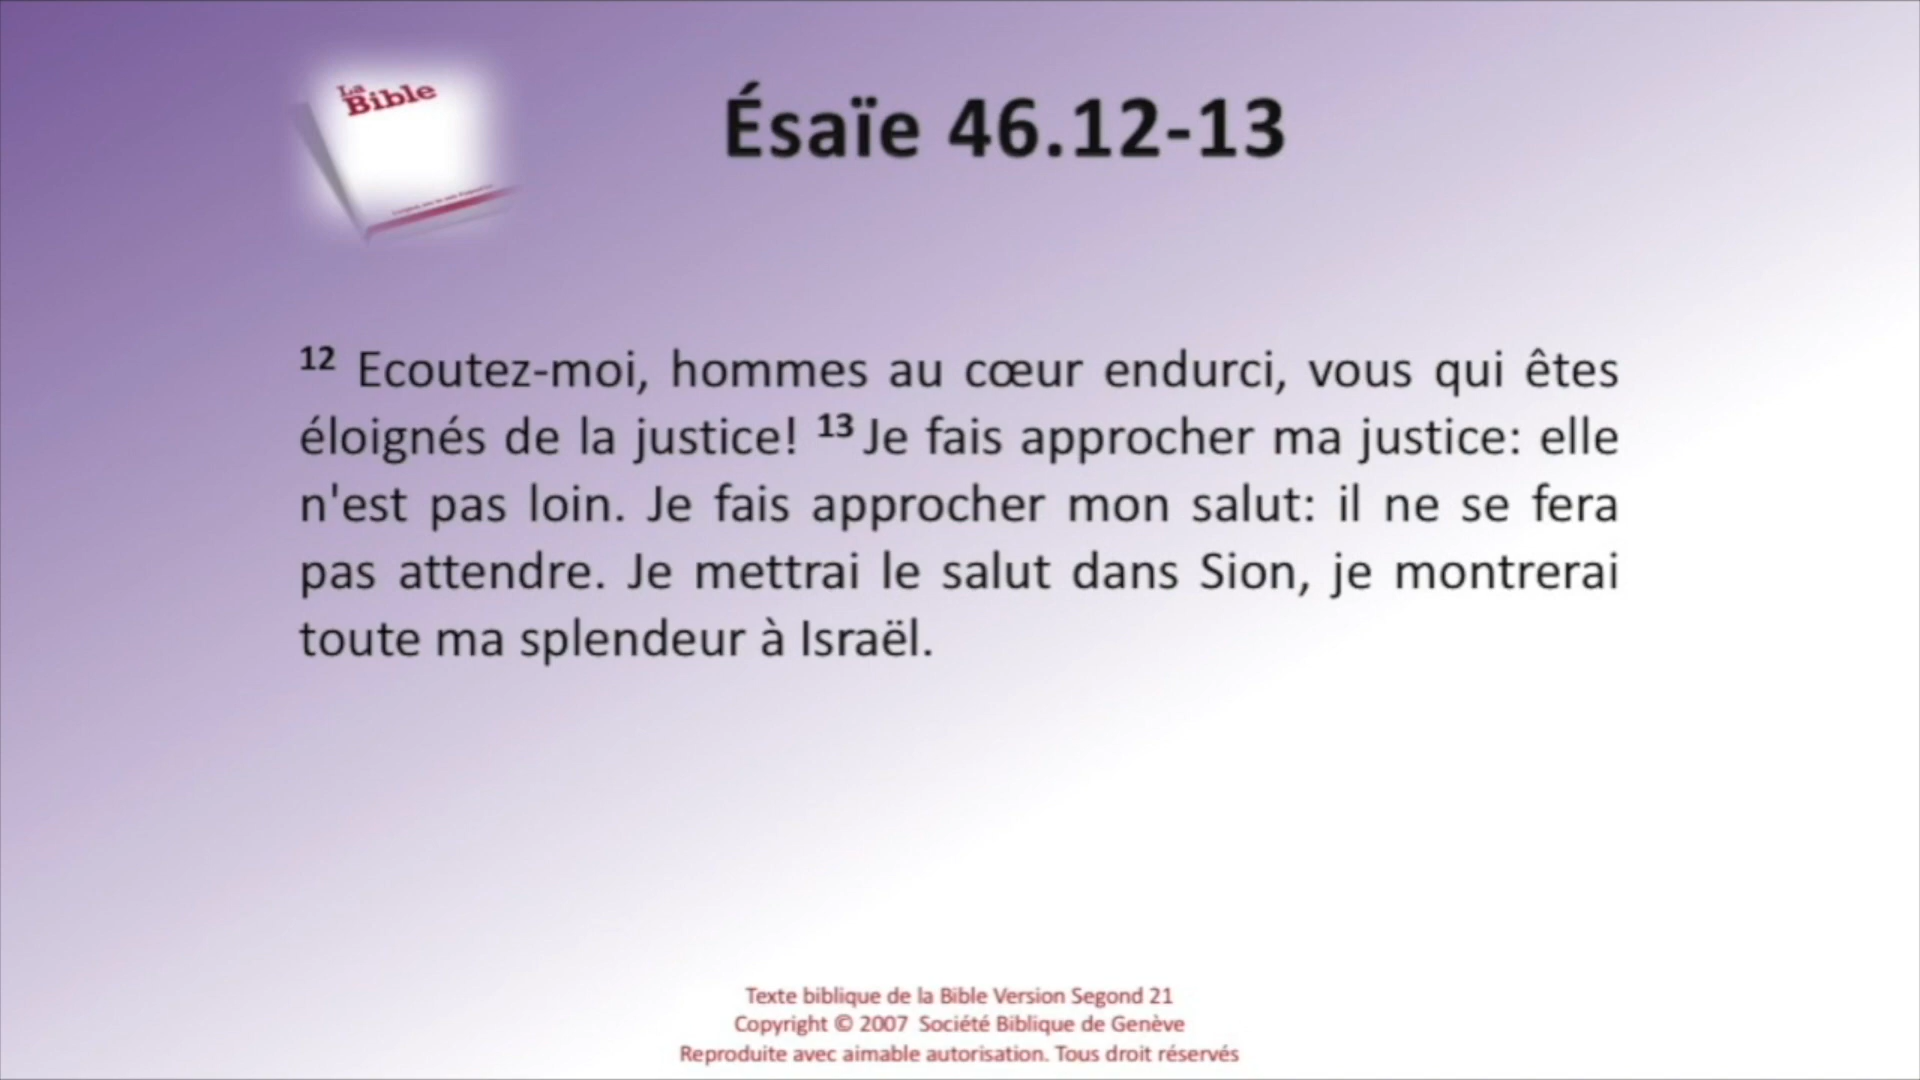 La
Bible
Ésaïe 46.12-13
12 Ecoutez-moi, hommes au cœur endurci, vous qui êtes
éloignés de la justice! 13 Je fais approcher ma justice: elle
n'est pas loin. Je fais approcher mon salut: il ne se fera
pas attendre. Je mettrai le salut dans Sion, je montrerai
toute ma splendeur à Israël.
Texte biblique de la Bible Version Segond 21
Copyright © 2007 Société Biblique de Genève
Reproduite avec aimable autorisation. Tous droit réservés